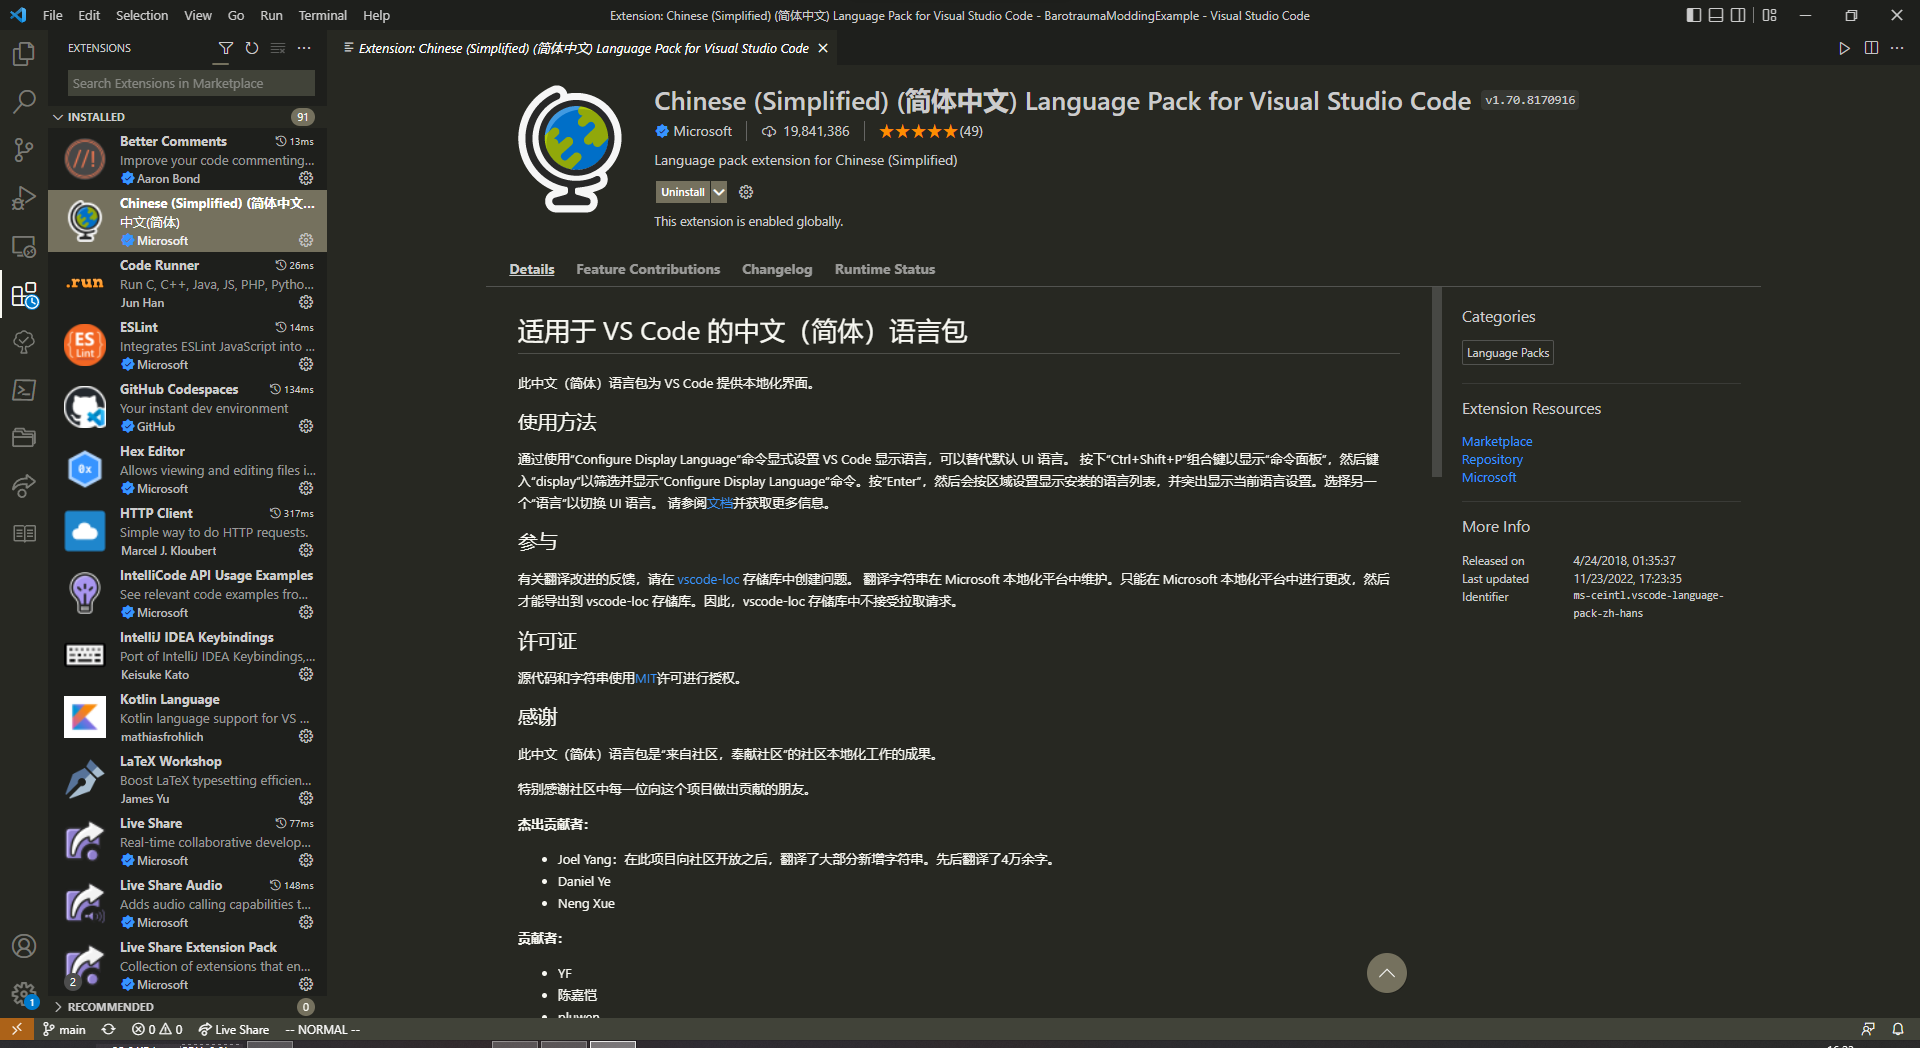 File Edit Selection View Go Run Terminal Help
Extension: Chinese (Simplified) (简体中文) Language Pack for Visual Studio Code - BarotraumaModdingExample - Visual Studio Code
EXTENSIONS
Search Extensions in Marketplace
INSTALLED 91
Better Comments 13ms
Improve your code commenting...
Aaron Bond
Chinese (Simplified) (简体中文...
中文(简体)
Microsoft
Code Runner 26ms
Run C, C++, Java, JS, PHP, Pytho...
Jun Han
ESLint 14ms
Integrates ESLint JavaScript into ...
Microsoft
GitHub Codespaces 134ms
Your instant dev environment
GitHub
Hex Editor
Allows viewing and editing files i...
Microsoft
HTTP Client 317ms
Simple way to do HTTP requests.
Marcel J. Kloubert
IntelliCode API Usage Examples
See relevant code examples fro...
Microsoft
IntelliJ IDEA Keybindings
Port of IntelliJ IDEA Keybindings,...
Keisuke Kato
Kotlin Language
Kotlin language support for VS ...
mathiasfrohlich
LaTeX Workshop
Boost LaTeX typesetting efficien...
James Yu
Live Share 77ms
Real-time collaborative develop...
Microsoft
Live Share Audio 148ms
Adds audio calling capabilities t...
Microsoft
Live Share Extension Pack
Collection of extensions that en...
2 Microsoft
RECOMMENDED 0
Extension: Chinese (Simplified) (简体中文) Language Pack for Visual Studio Code
Chinese (Simplified) (简体中文) Language Pack for Visual Studio Code v1.70.8170916
Microsoft 19,841,386 (49)
Language pack extension for Chinese (Simplified)
Uninstall
This extension is enabled globally.
Details Feature Contributions Changelog Runtime Status
适用于 VS Code 的中文（简体）语言包
此中文（简体）语言包为 VS Code 提供本地化界面。
使用方法
通过使用“Configure Display Language”命令显式设置 VS Code 显示语言，可以替代默认 UI 语言。 按下“Ctrl+Shift+P”组合键以显示“命令面板”，然后键
入“display”以筛选并显示“Configure Display Language”命令。按“Enter”，然后会按区域设置显示安装的语言列表，并突出显示当前语言设置。选择另一
个“语言”以切换 UI 语言。 请参阅文档并获取更多信息。
参与
有关翻译改进的反馈，请在 vscode-loc 存储库中创建问题。 翻译字符串在 Microsoft 本地化平台中维护。只能在 Microsoft 本地化平台中进行更改，然后
才能导出到 vscode-loc 存储库。因此，vscode-loc 存储库中不接受拉取请求。
许可证
源代码和字符串使用MIT许可进行授权。
感谢
此中文（简体）语言包是“来自社区，奉献社区”的社区本地化工作的成果。
特别感谢社区中每一位向这个项目做出贡献的朋友。
杰出贡献者：
• Joel Yang：在此项目向社区开放之后，翻译了大部分新增字符串。先后翻译了4万余字。
• Daniel Ye
• Neng Xue
贡献者：
• YF
• 陈嘉恺
• pluwen
Categories
Language Packs
Extension Resources
Marketplace
Repository
Microsoft
More Info
Released on 4/24/2018, 01:35:37
Last updated 11/23/2022, 17:23:35
Identifier ms-ceintl.vscode-language-
pack-zh-hans
1
main 0 0 Live Share -- NORMAL --